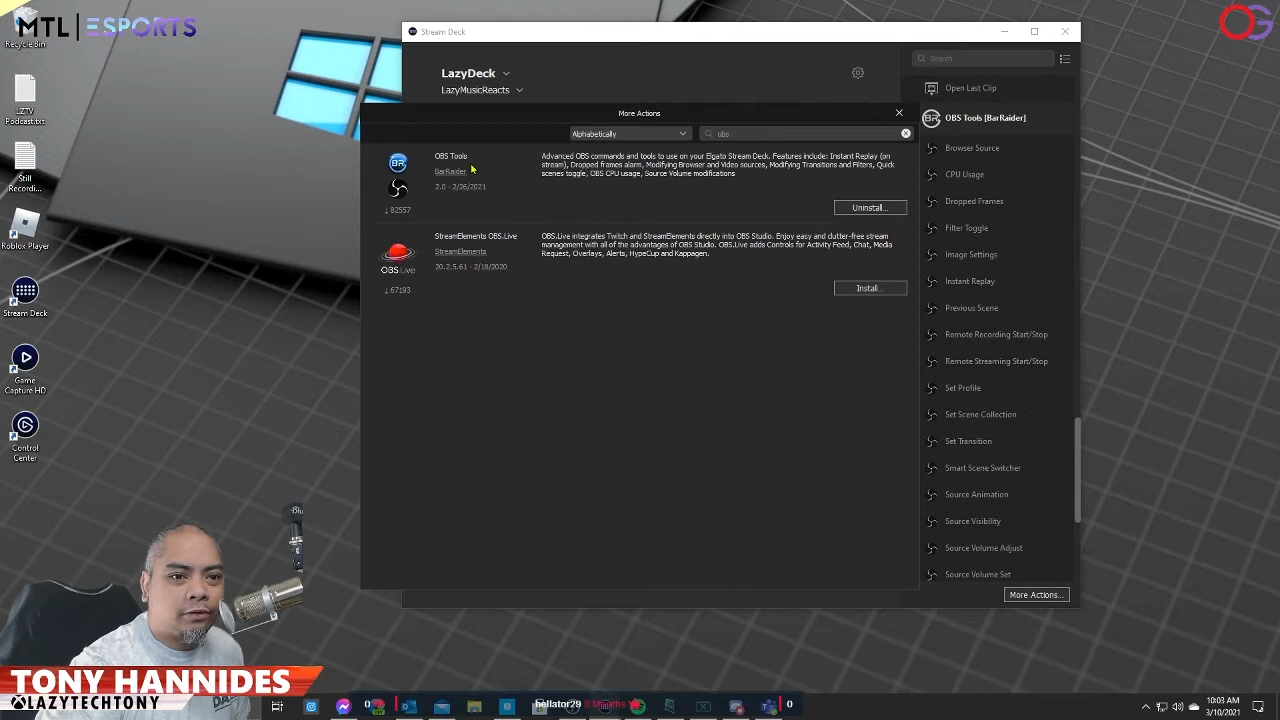 MTL | ESPORTS
Recycle Bin
LZTV
Podcast.txt
Still
Recordi...
Roblox Player
Stream Deck
Game
Capture HD
Control
Center
Stream Deck
LazyDeck
LazyMusicReacts
More Actions
Alphabetically
obs
OBS Tools
BarRaider
2.0 - 2/26/2021
↓ 82557
Advanced OBS commands and tools to use on your Elgato Stream Deck. Features include: Instant Replay (on
stream), Dropped frames alarm, Modifying Browser and Video sources, Modifying Transitions and Filters, Quick
scenes toggle, OBS CPU usage, Source Volume modifications
Uninstall...
StreamElements OBS.Live
StreamElements
20.2.5.61 - 2/18/2020
OBS Live
↓ 67193
OBS.Live integrates Twitch and StreamElements directly into OBS Studio. Enjoy easy and clutter-free stream
management with all of the advantages of OBS Studio. OBS.Live adds Controls for Activity Feed, Chat, Media
Request, Overlays, Alerts, HypeCup and Kappagen.
Install...
Search
Open Last Clip
BR
OBS Tools [BarRaider]
Browser Source
CPU Usage
Dropped Frames
Filter Toggle
Image Settings
Instant Replay
Previous Scene
Remote Recording Start/Stop
Remote Streaming Start/Stop
Set Profile
Set Scene Collection
Set Transition
Smart Scene Switcher
Source Animation
Source Visibility
Source Volume Adjust
Source Volume Set
More Actions...
OG
TONY HANNIDES
LAZYTECHTONY
0
hellator29 8 Months
0
10:03 AM
3/10/2021